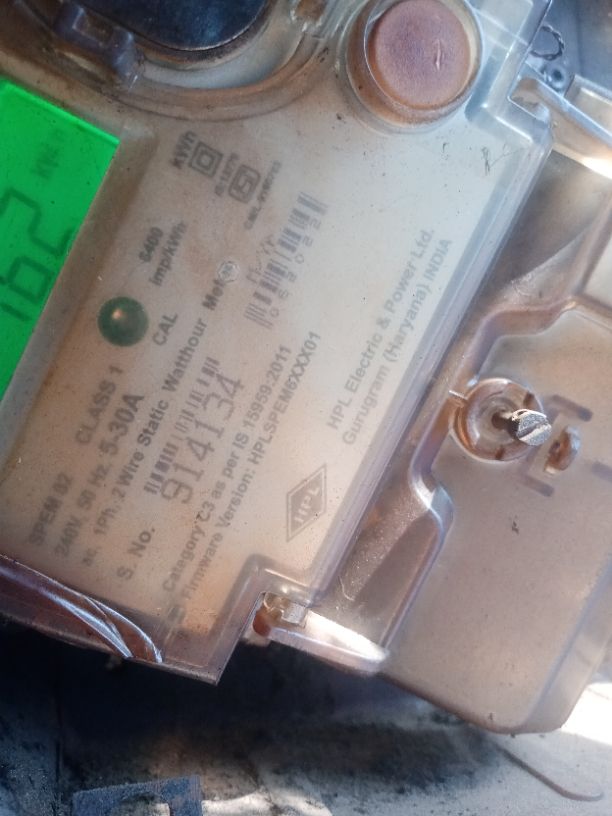 kWh
6400
imp/kWh
CAL
SPEM 02
CLASS 1
240V, 50 Hz, 5-30A
ac, 1Ph, 2 Wire Static Watthour Meter
S. No.
914134
Category C3 as per IS 15959:2011
Firmware Version: HPLSPEM6XXX01
HPL
HPL Electric & Power Ltd.
Gurugram (Haryana) INDIA